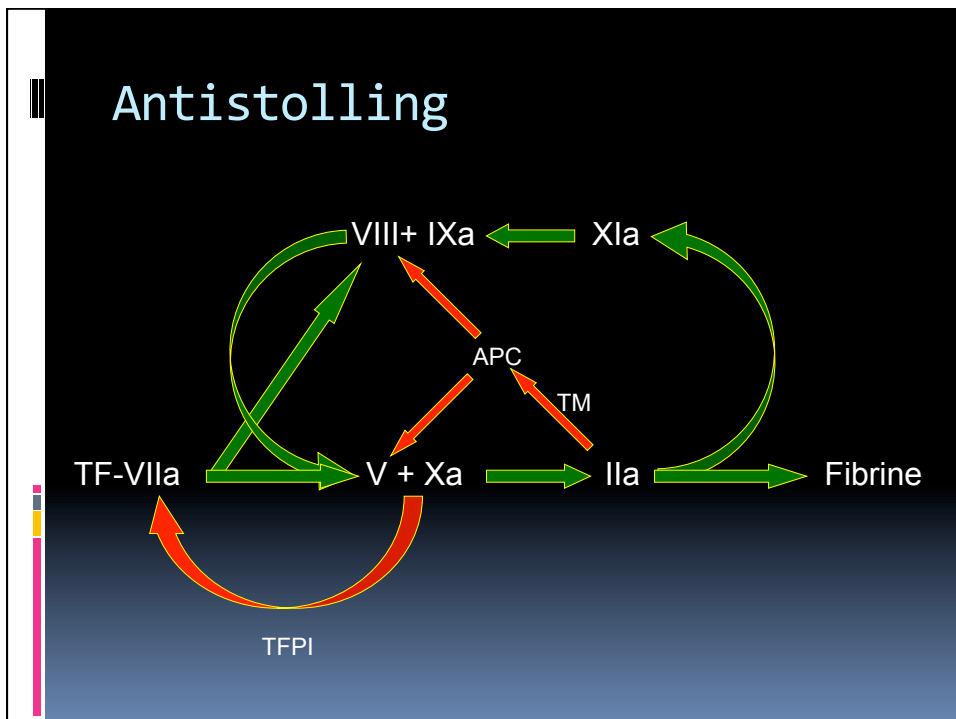 Antistolling
VIII+ IXa XIa
APC
TM
TF-VIIa V + Xa IIa Fibrine
TFPI